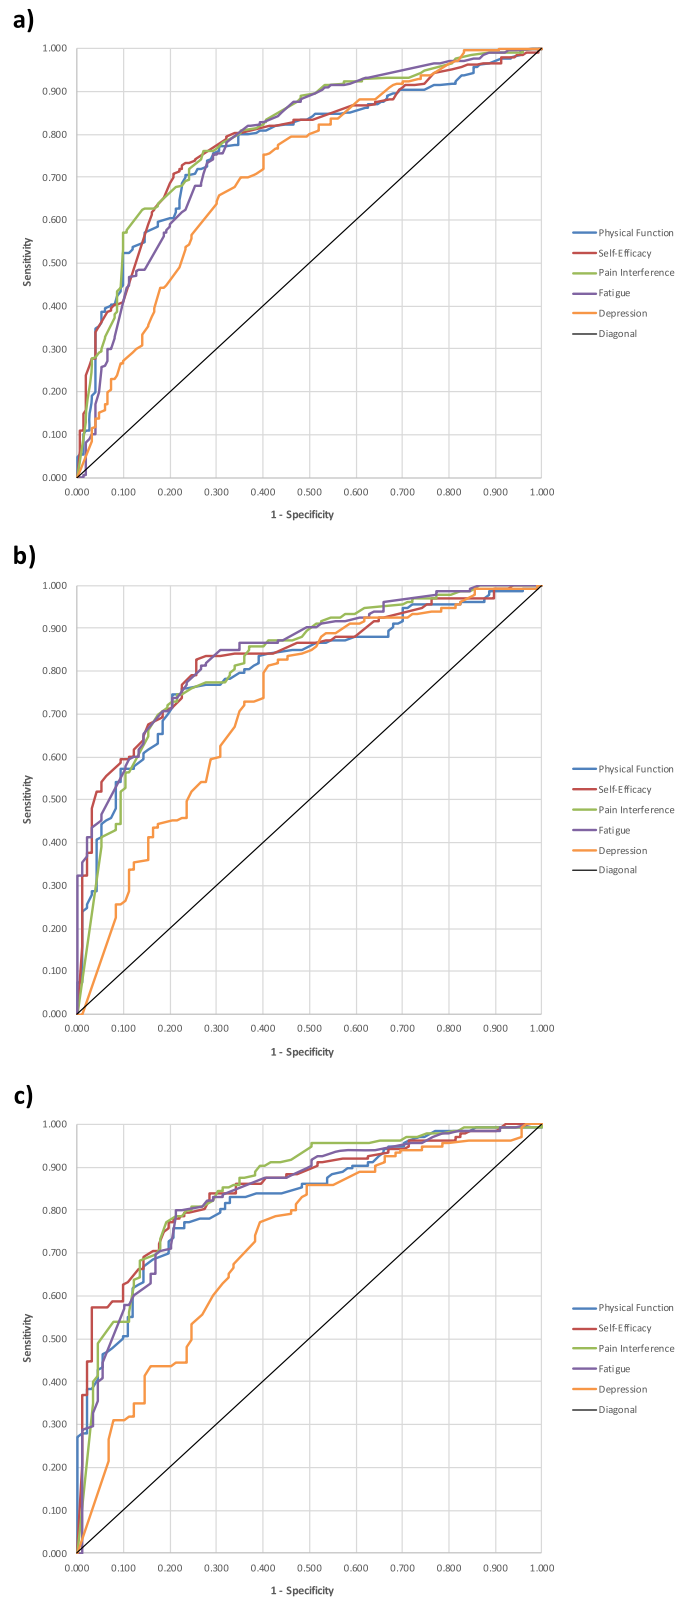 a)
1.000
0.900
0.800
0.700
0.600
0.500
0.400
0.300
0.200
0.100
0.000
Sensitivity
0.000 0.100 0.200 0.300 0.400 0.500 0.600 0.700 0.800 0.900 1.000
1 - Specificity
Physical Function
Self-Efficacy
Pain Interference
Fatigue
Depression
Diagonal
b)
1.000
0.900
0.800
0.700
0.600
0.500
0.400
0.300
0.200
0.100
0.000
Sensitivity
0.000 0.100 0.200 0.300 0.400 0.500 0.600 0.700 0.800 0.900 1.000
1 - Specificity
Physical Function
Self-Efficacy
Pain Interference
Fatigue
Depression
Diagonal
c)
1.000
0.900
0.800
0.700
0.600
0.500
0.400
0.300
0.200
0.100
0.000
Sensitivity
0.000 0.100 0.200 0.300 0.400 0.500 0.600 0.700 0.800 0.900 1.000
1 - Specificity
Physical Function
Self-Efficacy
Pain Interference
Fatigue
Depression
Diagonal